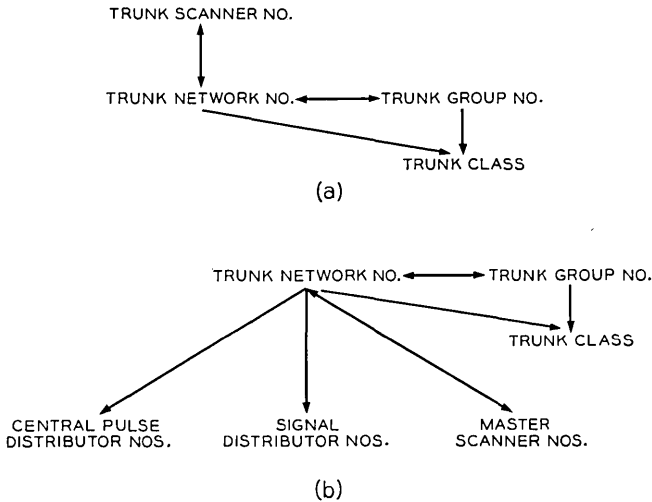 TRUNK SCANNER NO.
TRUNK NETWORK NO. TRUNK GROUP NO.
TRUNK CLASS
(a)
TRUNK NETWORK NO. TRUNK GROUP NO.
TRUNK CLASS
CENTRAL PULSE DISTRIBUTOR NOS.
SIGNAL DISTRIBUTOR NOS.
MASTER SCANNER NOS.
(b)